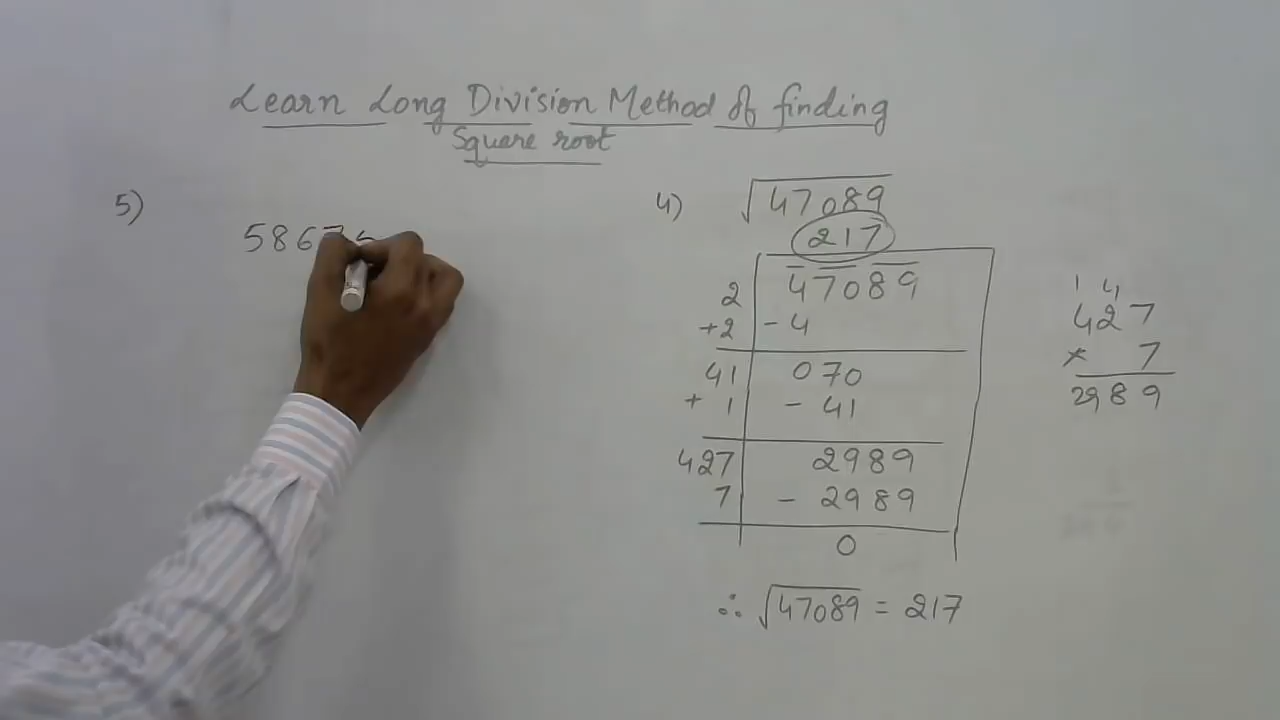 Learn Long Division Method of finding
Square root
5)
586
4) √47089
217
2 47089
+2 - 4
41 070
+ 1 - 41
427 2989
7 - 2989
0
∴ √47089 = 217
1 4
427
× 7
2989